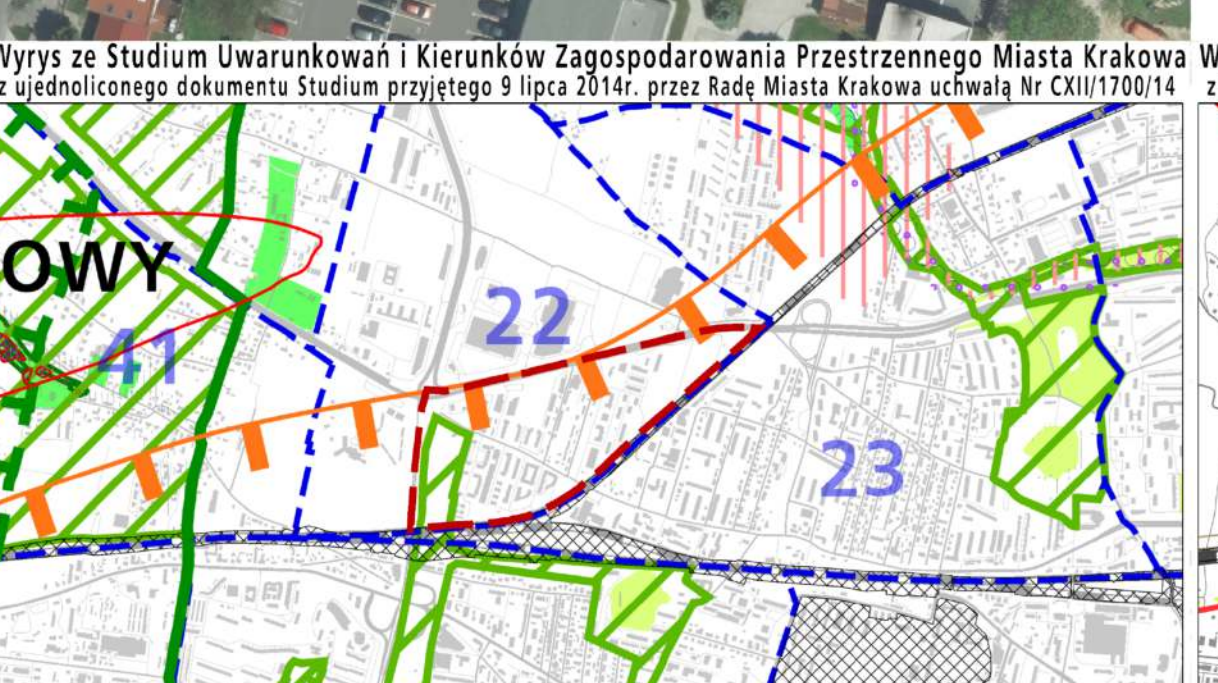 Wyrys ze Studium Uwarunkowań i Kierunków Zagospodarowania Przestrzennego Miasta Krakowa W
z ujednoliconego dokumentu Studium przyjętego 9 lipca 2014r. przez Radę Miasta Krakowa uchwałą Nr CXII/1700/14 z
OWY
22
41
23